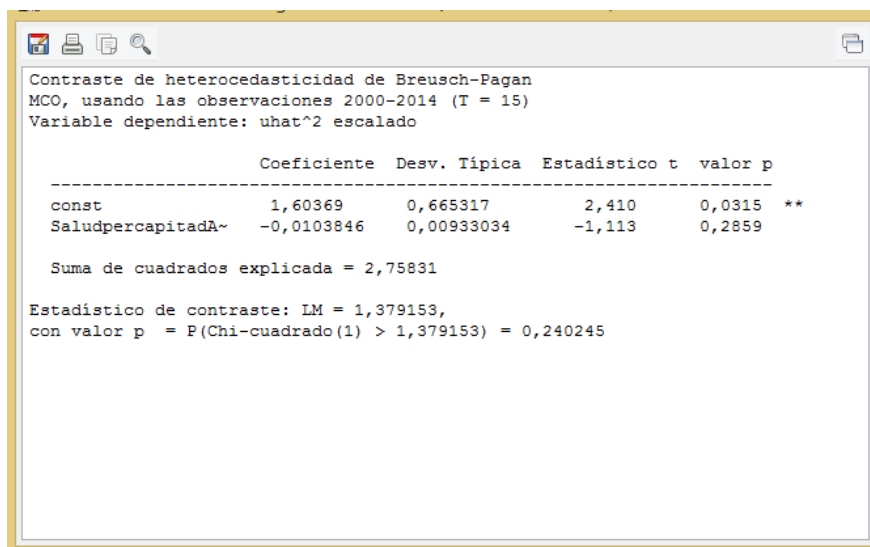 Contraste de heterocedasticidad de Breusch-Pagan
MCO, usando las observaciones 2000-2014 (T = 15)
Variable dependiente: uhat^2 escalado
Coeficiente Desv. Típica Estadístico t valor p
const 1,60369 0,665317 2,410 0,0315 **
SaludpercapitadA~ -0,0103846 0,00933034 -1,113 0,2859
Suma de cuadrados explicada = 2,75831
Estadístico de contraste: LM = 1,379153,
con valor p = P(Chi-cuadrado(1) > 1,379153) = 0,240245